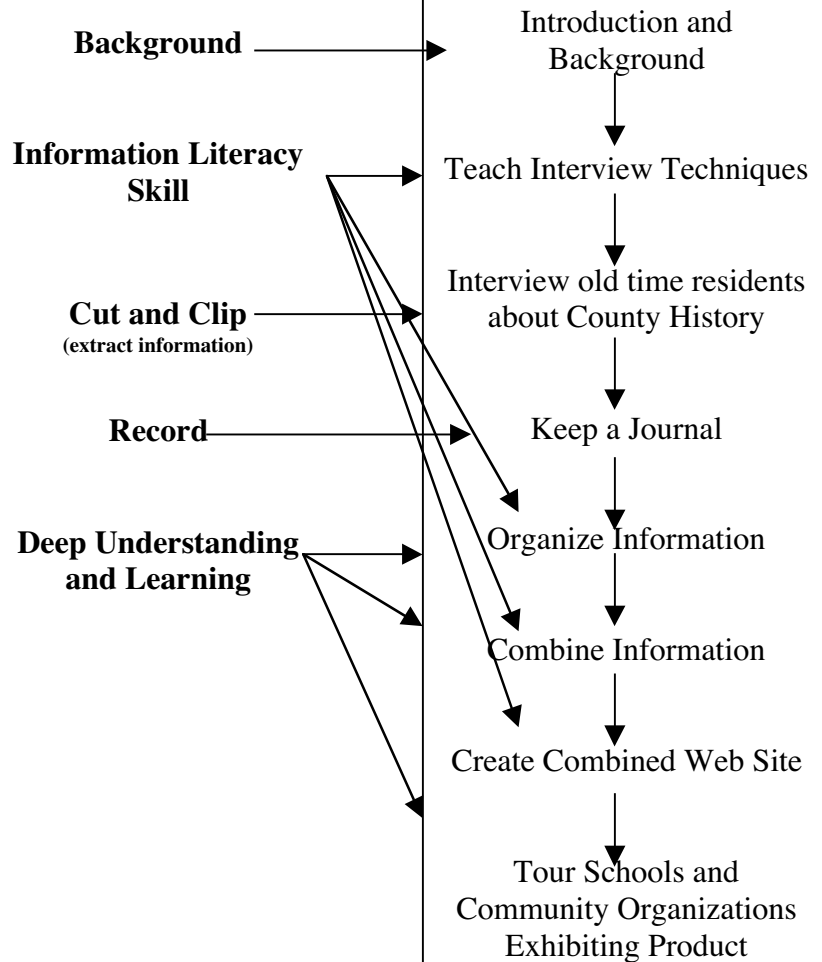 Background
Introduction and
Background
Information Literacy
Skill
Teach Interview Techniques
Cut and Clip
(extract information)
Interview old time residents
about County History
Record
Keep a Journal
Deep Understanding
and Learning
Organize Information
Combine Information
Create Combined Web Site
Tour Schools and
Community Organizations
Exhibiting Product